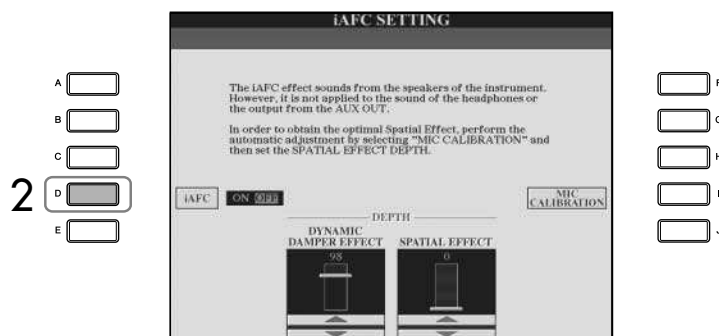 iAFC SETTING
The iAFC effect sounds from the speakers of the instrument.
However, it is not applied to the sound of the headphones or
the output from the AUX OUT.
In order to obtain the optimal Spatial Effect, perform the
automatic adjustment by selecting "MIC CALIBRATION" and
then set the SPATIAL EFFECT DEPTH.
A
B
C
2 D
E
iAFC ON OFF
MIC
CALIBRATION
DEPTH
DYNAMIC
DAMPER EFFECT
SPATIAL EFFECT
98
0
F
H